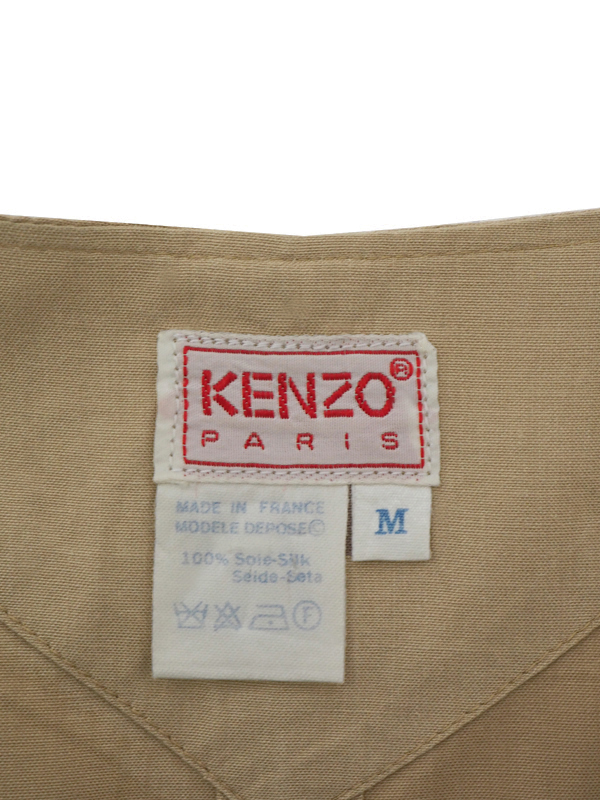 KENZO®
PARIS
MADE IN FRANCE
MODELE DEPOSE©
M
100% Soie-Silk
Seide-Seta
F